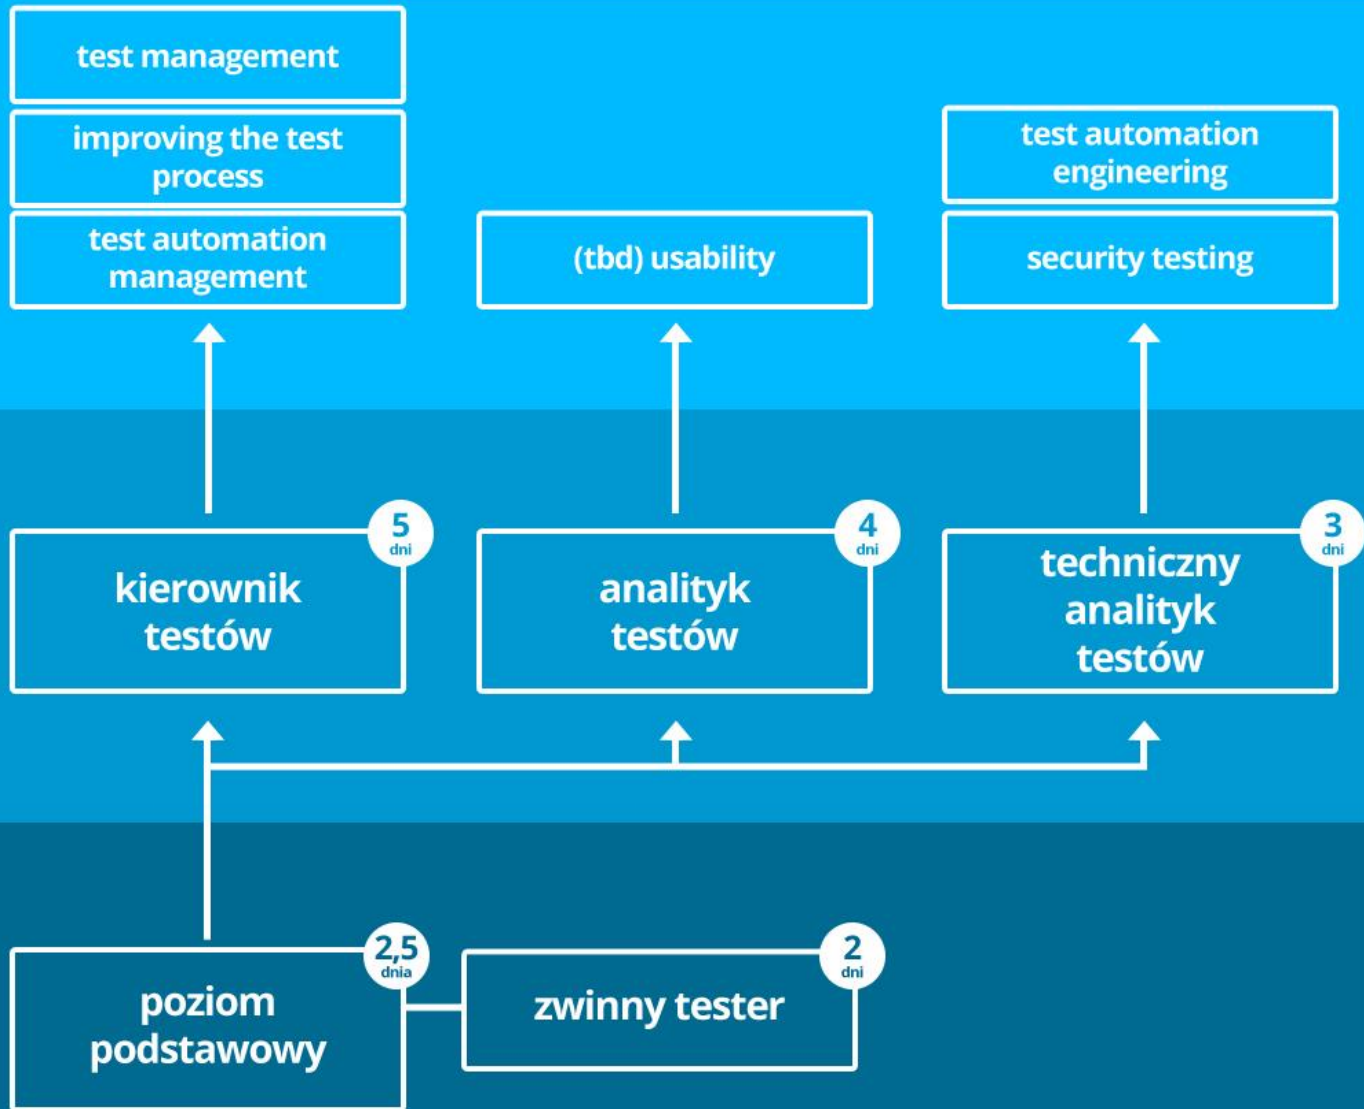 test management
improving the test
process
test automation
management
(tbd) usability
test automation
engineering
security testing
5
dni
kierownik
testów
4
dni
analityk
testów
3
dni
techniczny
analityk
testów
2,5
dnia
poziom
podstawowy
2
dni
zwinny tester